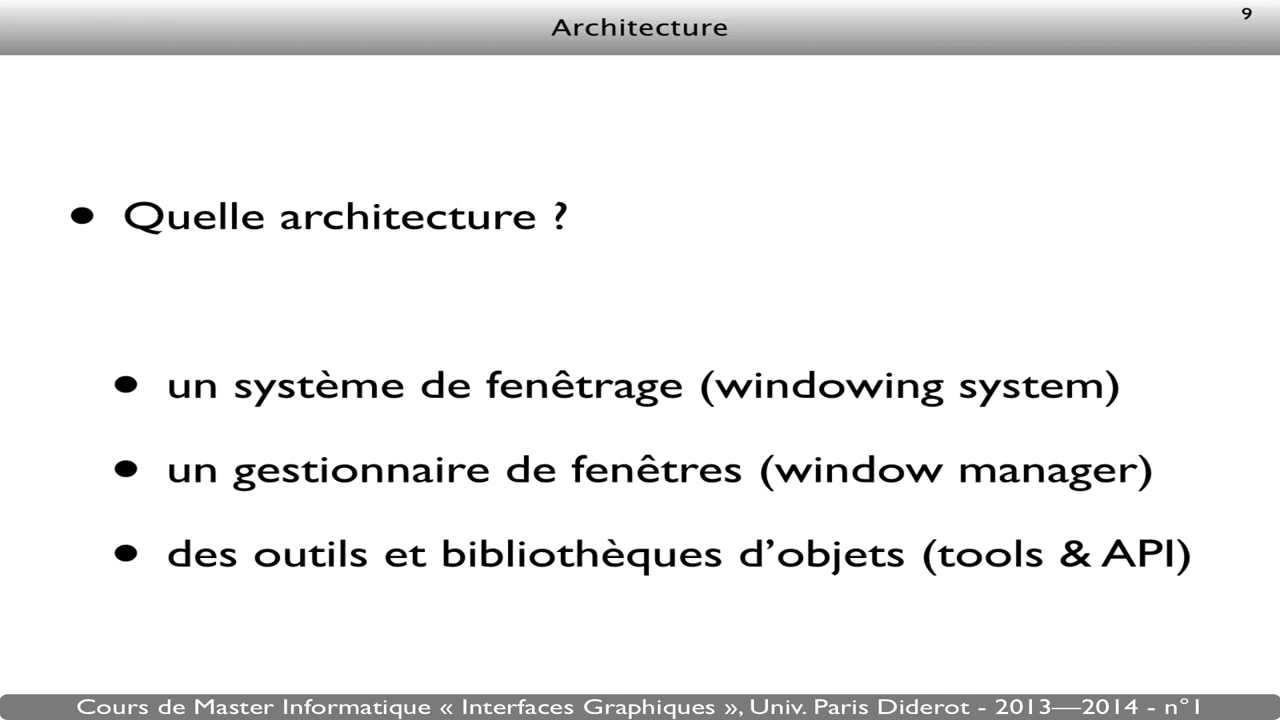 Architecture
9
• Quelle architecture ?
• un système de fenêtrage (windowing system)
• un gestionnaire de fenêtres (window manager)
• des outils et bibliothèques d’objets (tools & API)
Cours de Master Informatique « Interfaces Graphiques », Univ. Paris Diderot - 2013—2014 - n°1